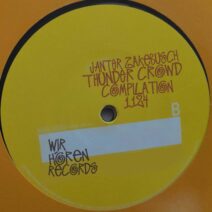 JANTAR ZAKEBUSCH
THUNDER CROWD
COMPILATION
1124
B
WIR
HÖREN
RECORDS